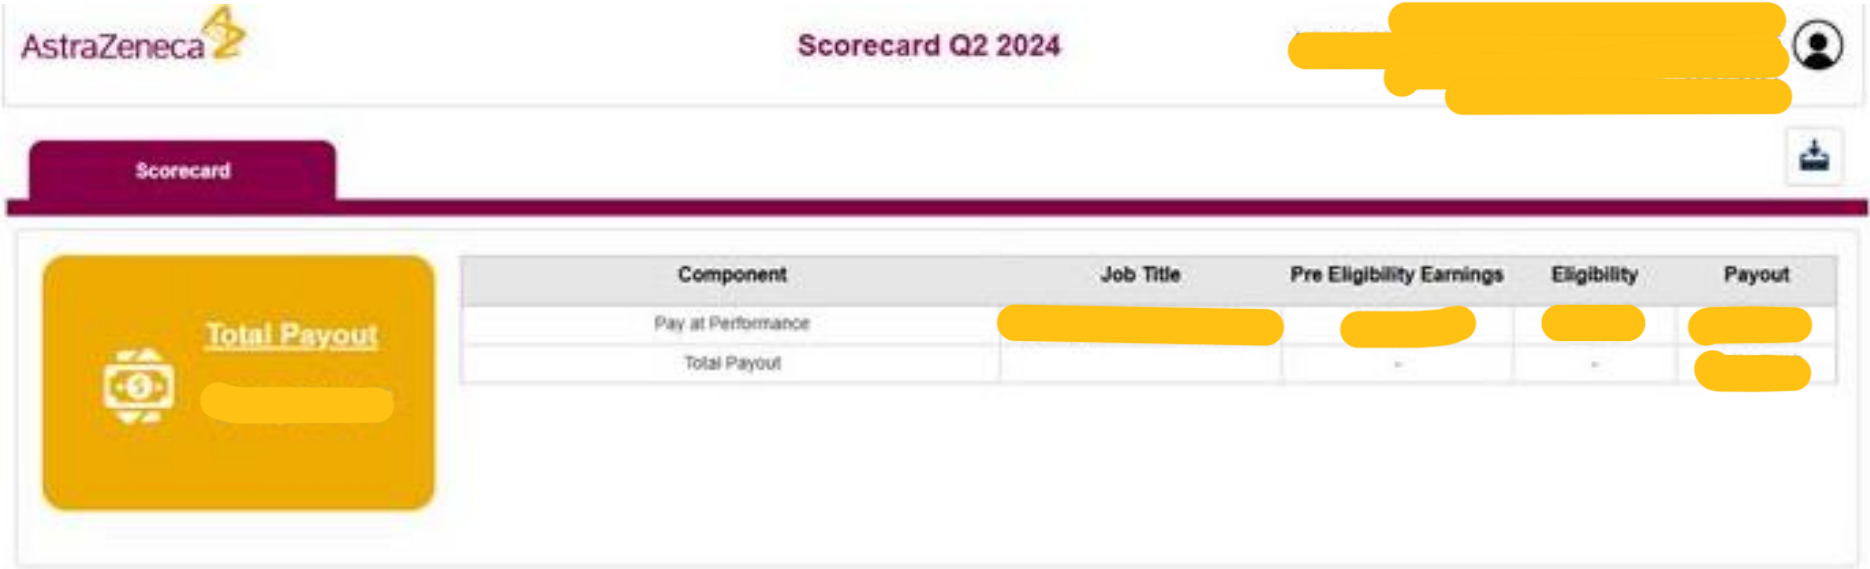 AstraZeneca
Scorecard Q2 2024
Scorecard
Total Payout
Component Job Title Pre Eligibility Earnings Eligibility Payout
Pay at Performance
Total Payout - -